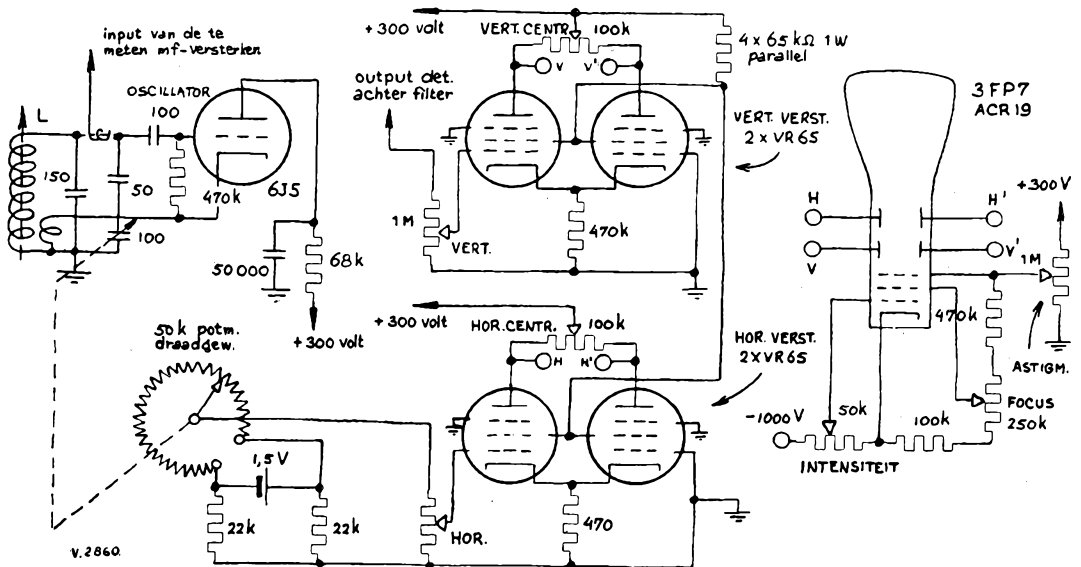 input van de te
meten mf-versterken
L
OSCILLATOR
100
150
50
470k
6J5
100
50 000
68k
+300 volt
+300 volt
VERT. CENTR.
100k
V
V'
4 x 65 kΩ 1W
parallel
output det.
achter filter
VERT. VERST.
2 x VR 65
1M
VERT.
470k
3 FP7
ACR 19
H
H'
V
V'
+300 V
1M
470k
ASTIGM.
FOCUS
250k
-1000 V
50k
100k
INTENSITEIT
50 k potm.
draadgew.
+300 volt
HOR. CENTR.
100k
H
H'
HOR. VERST.
2 x VR 65
1,5 V
22k
22k
HOR.
470
V. 2860.